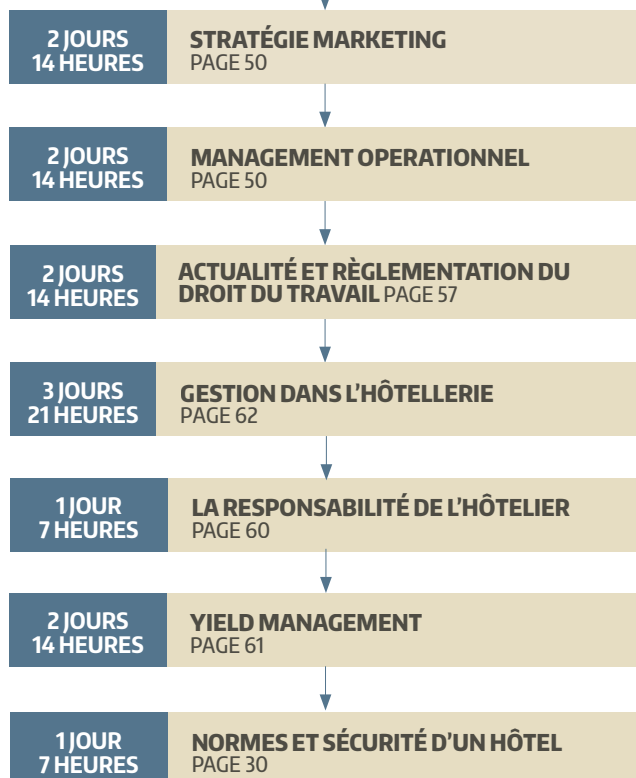 2 JOURS
14 HEURES
STRATÉGIE MARKETING
PAGE 50
2 JOURS
14 HEURES
MANAGEMENT OPERATIONNEL
PAGE 50
2 JOURS
14 HEURES
ACTUALITÉ ET RÈGLEMENTATION DU
DROIT DU TRAVAIL PAGE 57
3 JOURS
21 HEURES
GESTION DANS L'HÔTELLERIE
PAGE 62
1 JOUR
7 HEURES
LA RESPONSABILITÉ DE L'HÔTELIER
PAGE 60
2 JOURS
14 HEURES
YIELD MANAGEMENT
PAGE 61
1 JOUR
7 HEURES
NORMES ET SÉCURITÉ D'UN HÔTEL
PAGE 30